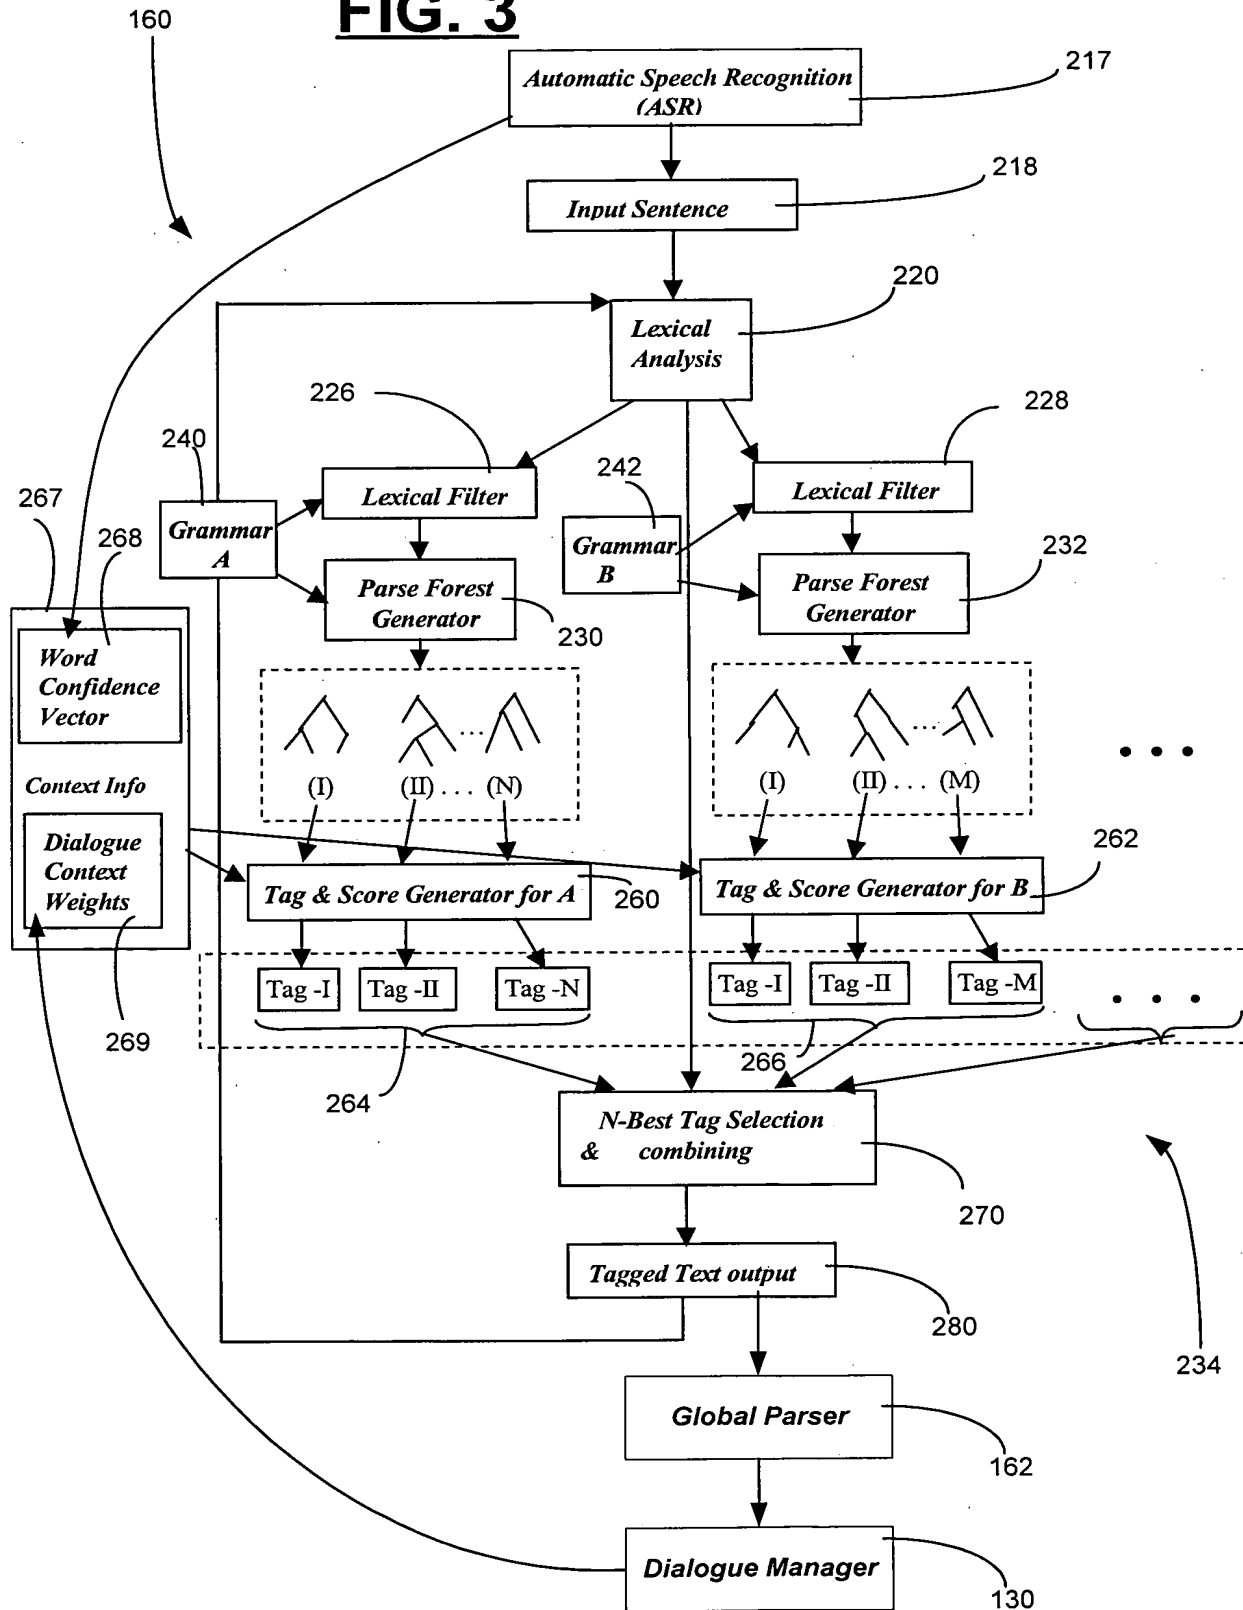 160
FIG. 3
Automatic Speech Recognition
(ASR)
217
Input Sentence
218
Lexical
Analysis
220
226
228
240
242
Lexical Filter
Lexical Filter
Grammar
A
Grammar
B
267
268
Parse Forest
Generator
230
Parse Forest
Generator
232
Word
Confidence
Vector
Context Info
Dialogue
Context
Weights
269
...
(I)
(II) . . . (N)
...
(I)
(II) . . . (M)
. . .
Tag & Score Generator for A
260
Tag & Score Generator for B
262
Tag -I
Tag -II
Tag -N
Tag -I
Tag -II
Tag -M
. . .
264
266
N-Best Tag Selection
& combining
270
Tagged Text output
280
234
Global Parser
162
Dialogue Manager
130